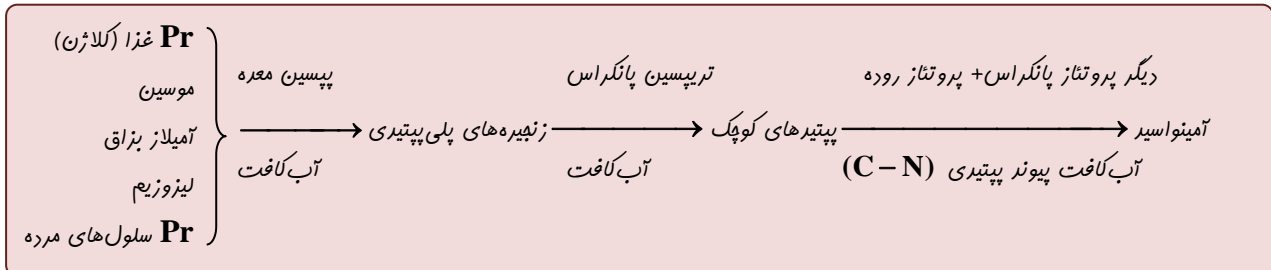 Pr غذا (کلاژن)
موسین
آمیلاز بزاق
لیزوزیم
Pr سلول‌های مرده
پپسین معده
آب‌کافت
زنجیره‌های پلی‌پپتیدی
تریپسین پانکراس
آب‌کافت
پپتیدهای کوچک
دیگر پروتئاز پانکراس+ پروتئاز روده
آب‌کافت پیوند پپتیدی (C – N)
آمینواسید